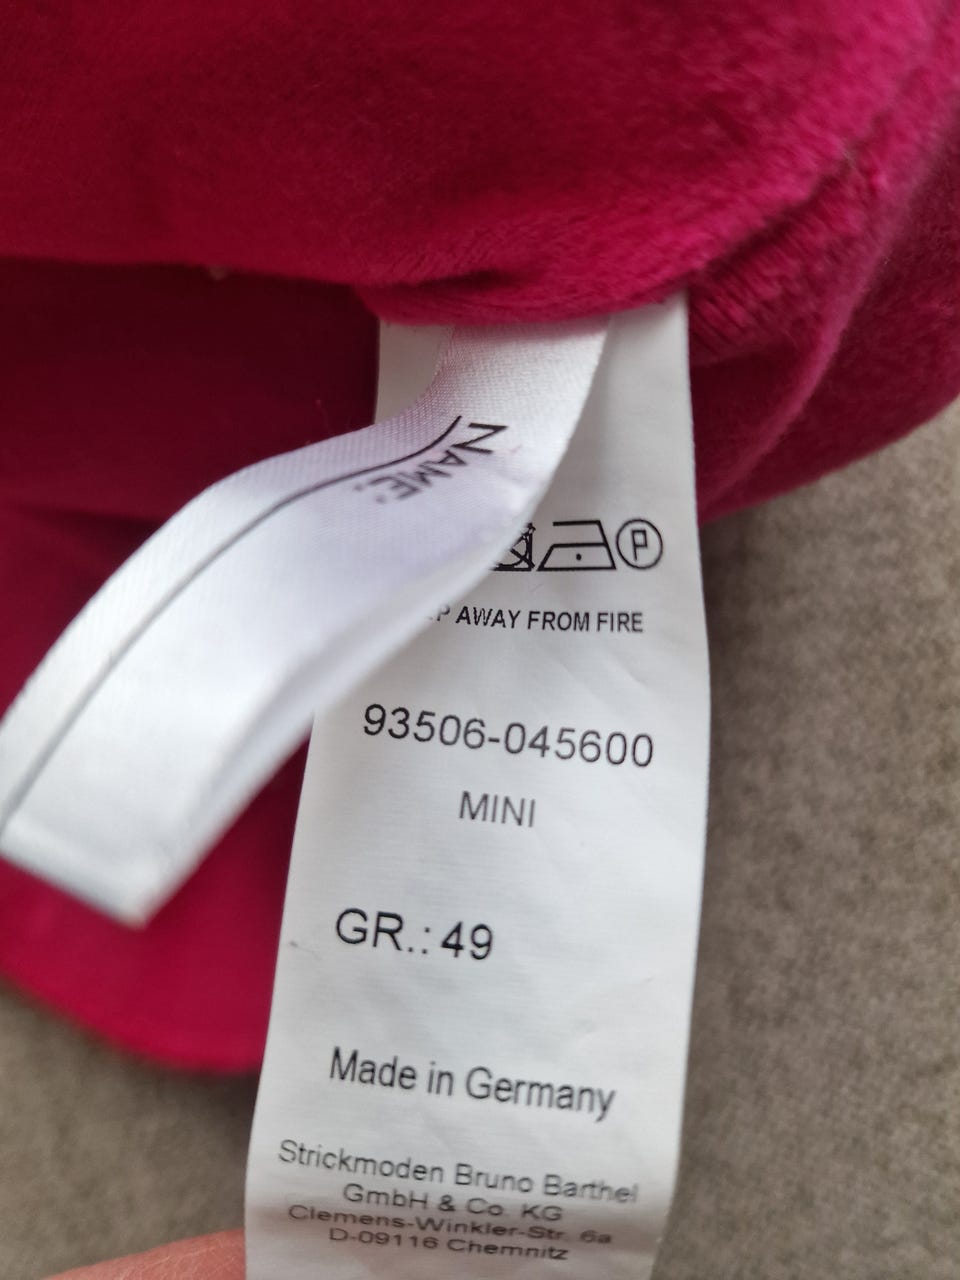 NAME:
P
AWAY FROM FIRE
93506-045600
MINI
GR.: 49
Made in Germany
Strickmoden Bruno Barthel
GmbH & Co. KG
Clemens-Winkler-Str. 6a
D-09116 Chemnitz